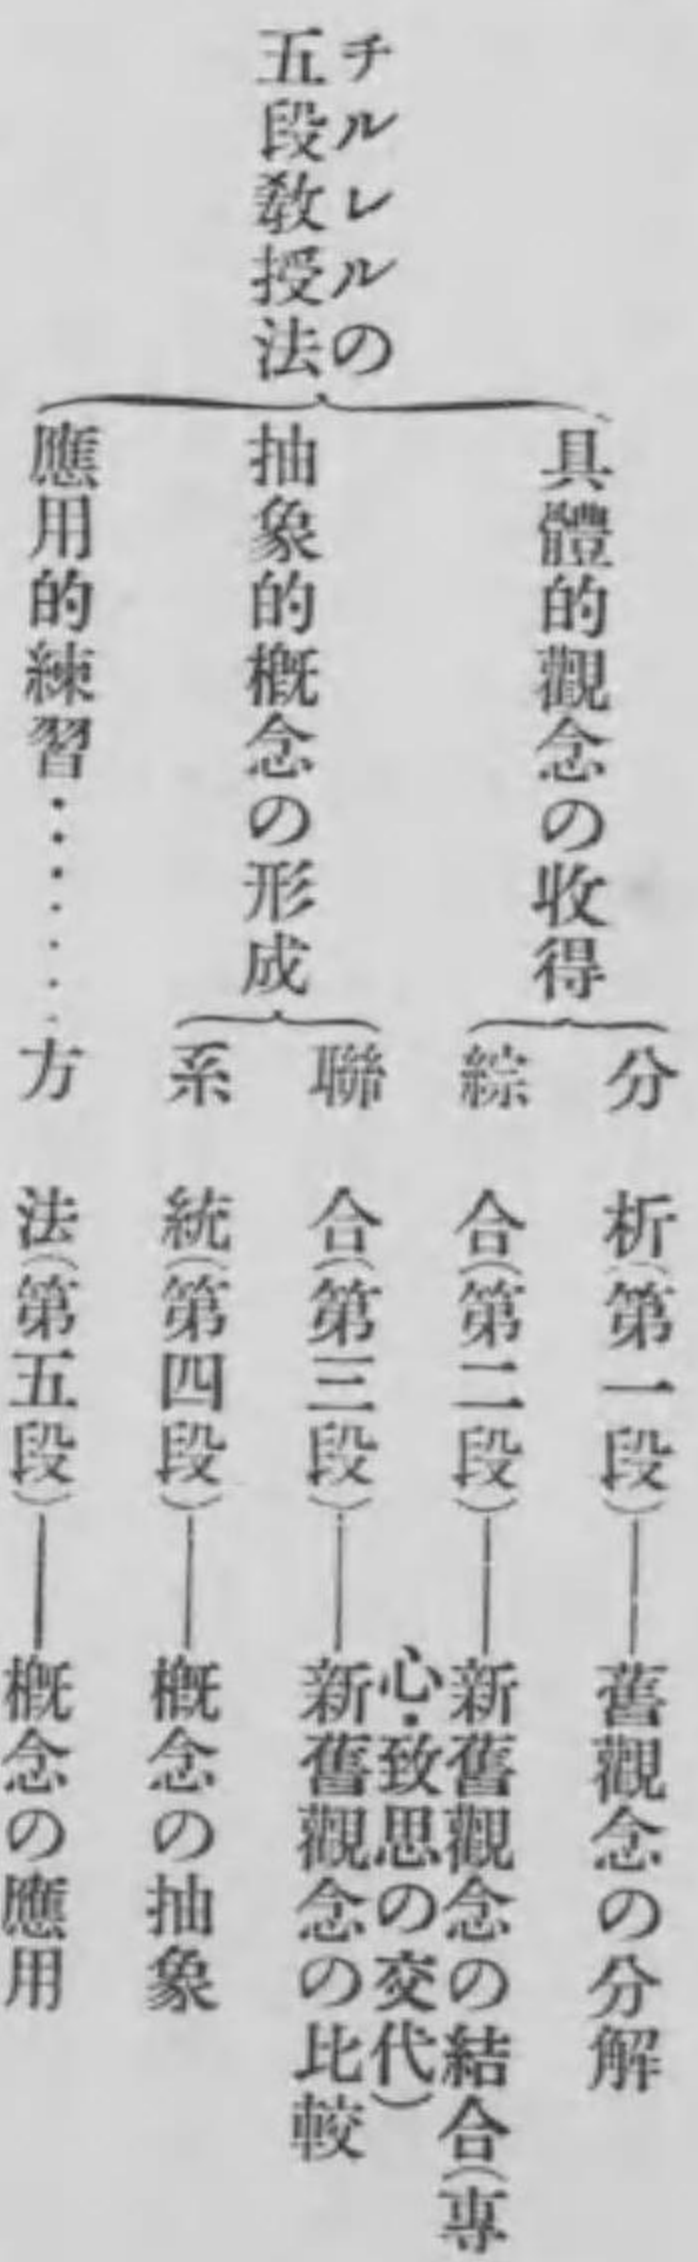 チルレルの
五段敎授法
具體的觀念の收得
分析(第一段)——舊觀念の分解
綜合(第二段)——新舊觀念の結合(專
心・致思の交代)
抽象的槪念の形成
聯合(第三段)——新舊觀念の比較
系統(第四段)——槪念の抽象
應用的練習・・・・・・・方法(第五段)——槪念の應用